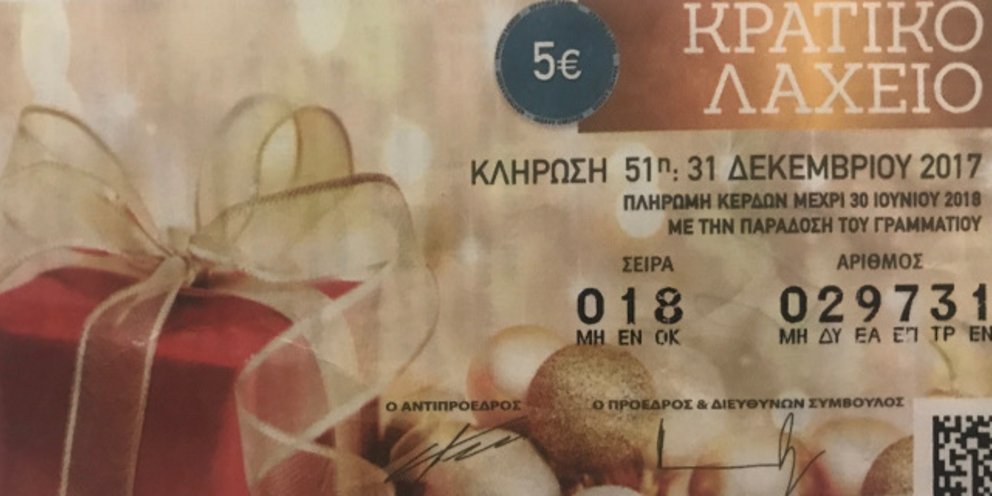 5€
ΚΡΑΤΙΚΟ
ΛΑΧΕΙΟ
ΚΛΗΡΩΣΗ 51η: 31 ΔΕΚΕΜΒΡΙΟΥ 2017
ΠΛΗΡΩΜΗ ΚΕΡΔΩΝ ΜΕΧΡΙ 30 ΙΟΥΝΙΟΥ 2018
ΜΕ ΤΗΝ ΠΑΡΑΔΟΣΗ ΤΟΥ ΓΡΑΜΜΑΤΙΟΥ
ΣΕΙΡΑ ΑΡΙΘΜΟΣ
018 029731
ΜΗ ΕΝ ΟΚ ΜΗ ΔΥ ΕΑ ΕΠ ΤΡ ΕΝ
Ο ΑΝΤΙΠΡΟΕΔΡΟΣ Ο ΠΡΟΕΔΡΟΣ & ΔΙΕΥΘΥΝΩΝ ΣΥΜΒΟΥΛΟΣ